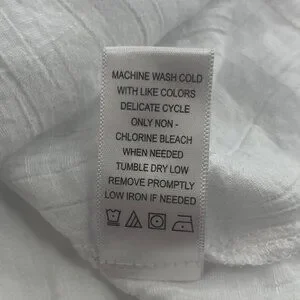 MACHINE WASH COLD
WITH LIKE COLORS
DELICATE CYCLE
ONLY NON -
CHLORINE BLEACH
WHEN NEEDED
TUMBLE DRY LOW
REMOVE PROMPTLY
LOW IRON IF NEEDED